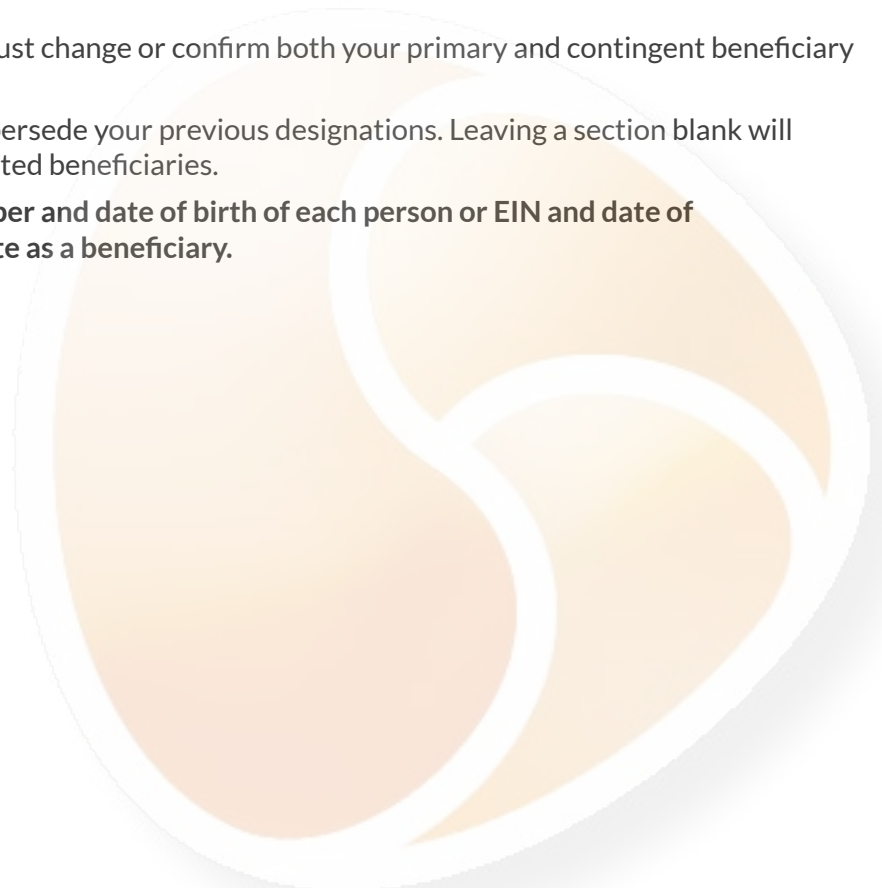 ust change or confirm both your primary and contingent beneficiary
ersede your previous designations. Leaving a section blank will
ted beneficiaries.
ber and date of birth of each person or EIN and date of
te as a beneficiary.